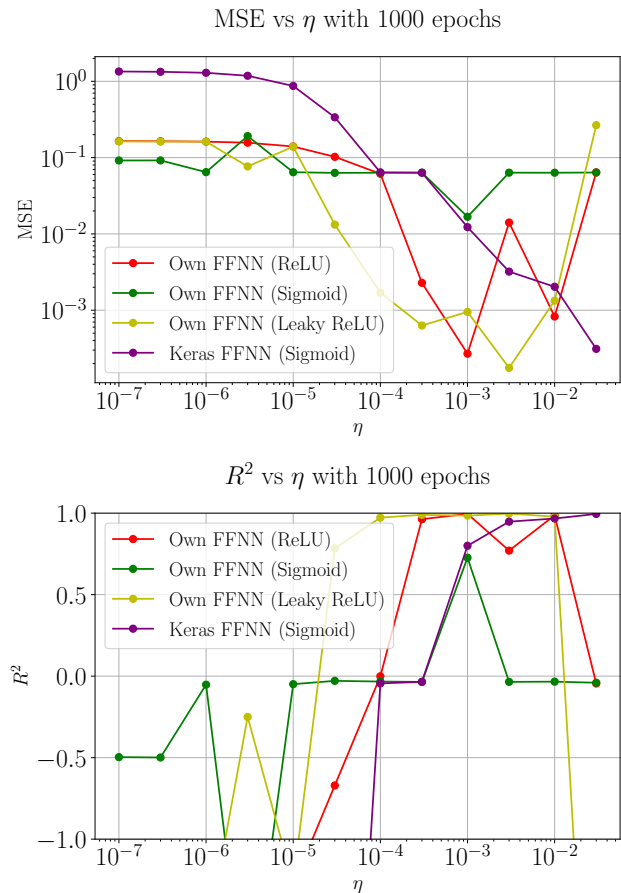 MSE vs η with 1000 epochs
10⁰
10⁻¹
10⁻²
10⁻³
MSE
Own FFNN (ReLU)
Own FFNN (Sigmoid)
Own FFNN (Leaky ReLU)
Keras FFNN (Sigmoid)
10⁻⁷ 10⁻⁶ 10⁻⁵ 10⁻⁴ 10⁻³ 10⁻²
η
R² vs η with 1000 epochs
1.0
0.5
0.0
−0.5
−1.0
R²
Own FFNN (ReLU)
Own FFNN (Sigmoid)
Own FFNN (Leaky ReLU)
Keras FFNN (Sigmoid)
10⁻⁷ 10⁻⁶ 10⁻⁵ 10⁻⁴ 10⁻³ 10⁻²
η